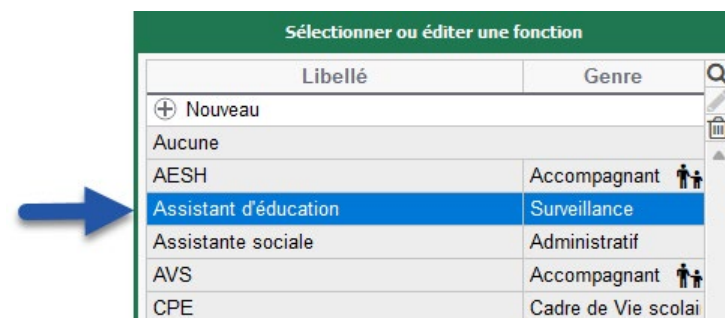 Sélectionner ou éditer une fonction
Libellé Genre
Nouveau
Aucune
AESH Accompagnant
Assistant d'éducation Surveillance
Assistante sociale Administratif
AVS Accompagnant
CPE Cadre de Vie scolai